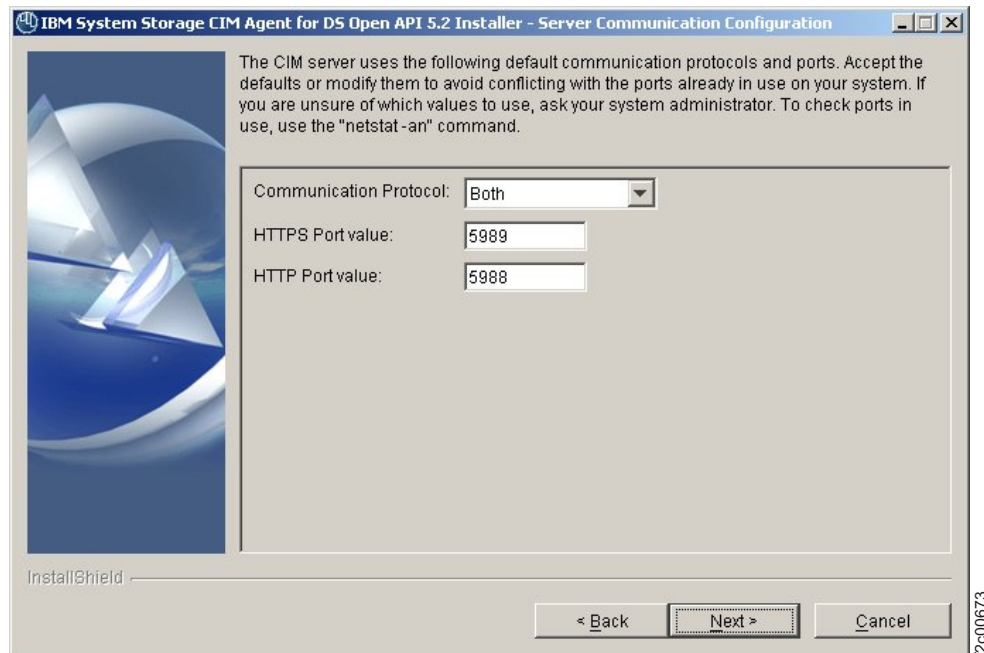 IBM System Storage CIM Agent for DS Open API 5.2 Installer - Server Communication Configuration
The CIM server uses the following default communication protocols and ports. Accept the
defaults or modify them to avoid conflicting with the ports already in use on your system. If
you are unsure of which values to use, ask your system administrator. To check ports in
use, use the "netstat -an" command.
Communication Protocol: Both
HTTPS Port value: 5989
HTTP Port value: 5988
InstallShield
< Back Next > Cancel